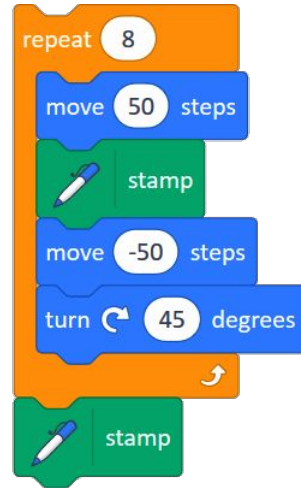 repeat 8
move 50 steps
stamp
move -50 steps
turn 45 degrees
stamp